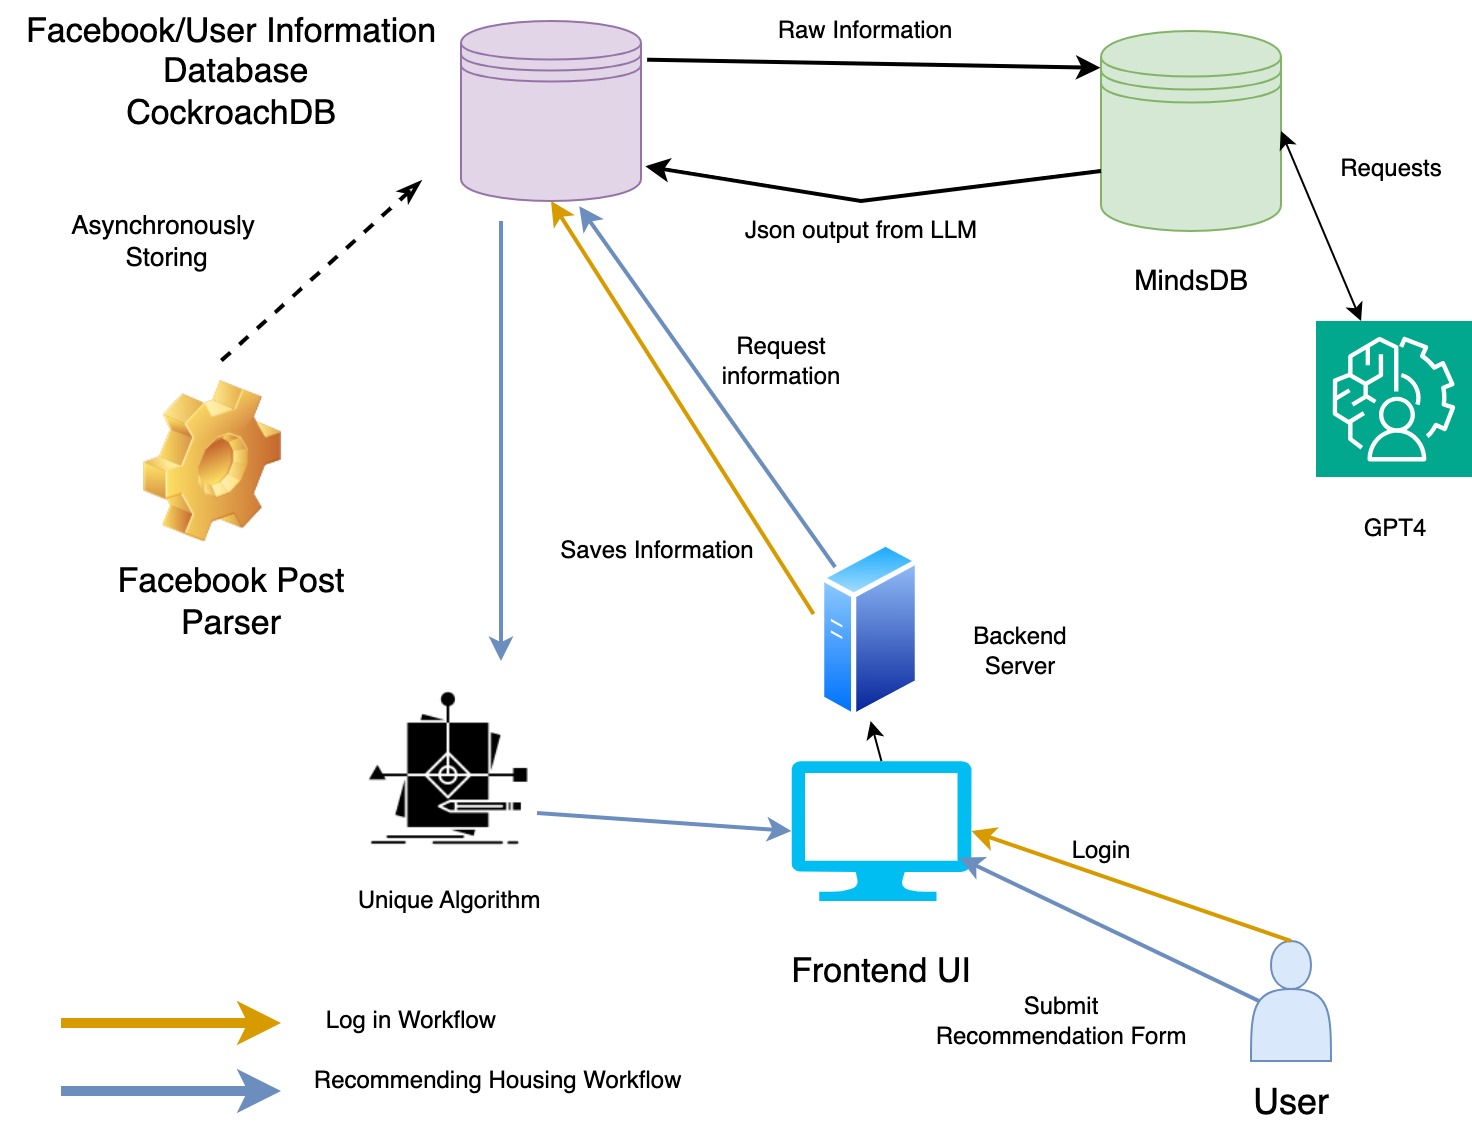 Facebook/User Information
Database
CockroachDB
Raw Information
Requests
Asynchronously
Storing
Json output from LLM
MindsDB
Request
information
GPT4
Saves Information
Facebook Post
Parser
Backend
Server
Login
Unique Algorithm
Frontend UI
Submit
Recommendation Form
Log in Workflow
Recommending Housing Workflow
User